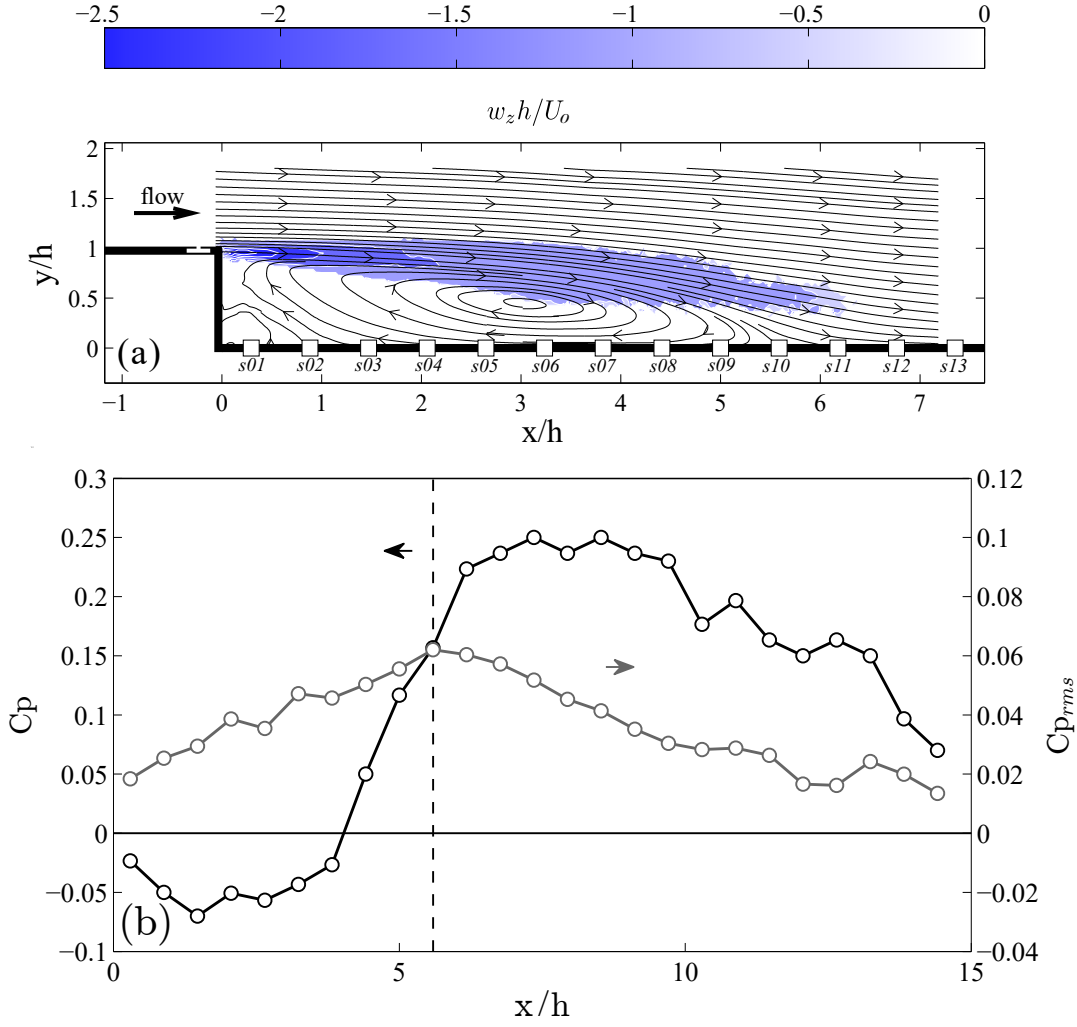 −2.5 −2 −1.5 −1 −0.5 0
w_z h/U_o
2
1.5
flow
1
y/h
0.5
0
(a)
s01 s02 s03 s04 s05 s06 s07 s08 s09 s10 s11 s12 s13
−1 0 1 2 3 4 5 6 7
x/h
0.3 0.12
0.25 0.1
0.2 0.08
0.15 0.06
Cp Cp_rms
0.1 0.04
0.05 0.02
0 0
−0.05 −0.02
(b)
−0.1 −0.04
0 5 10 15
x/h